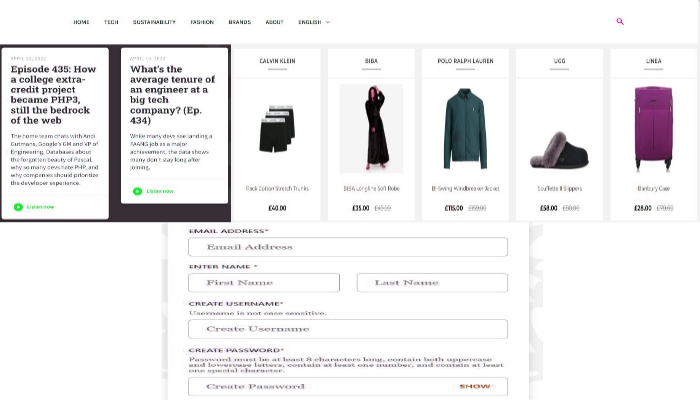 HOME TECH SUSTAINABILITY FASHION BRANDS ABOUT ENGLISH
APRIL 22, 2022
Episode 435: How
a college extra-
credit project
became PHP3,
still the bedrock
of the web
The home team chats with Andi
Gutmans, Google's GM and VP of
Engineering, Databases about
the forgotten beauty of Pascal,
why so many devs hate PHP, and
why companies should prioritize
the developer experience.
Listen now
APRIL 19, 2022
What's the
average tenure of
an engineer at a
big tech
company? (Ep.
434)
While many devs see landing a
FAANG job as a major
achievement, the data shows
many don't stay long after
joining.
Listen now
CALVIN KLEIN
Pack Cotton Stretch Trunks
£40.00
BIBA
BIBA Longline Soft Robe
£35.00
POLO RALPH LAUREN
Bi-Swing Windbreaker Jacket
£115.00 £159.00
UGG
Scuffette II Slippers
£58.00
LINEA
Banbury Case
£28.00 £70.00
EMAIL ADDRESS*
Email Address
ENTER NAME *
First Name Last Name
CREATE USERNAME*
Username is not case sensitive.
Create Username
CREATE PASSWORD*
Password must be at least 8 characters long, contain both uppercase
and lowercase letters, contain at least one number, and contain at least
one special character.
Create Password SHOW